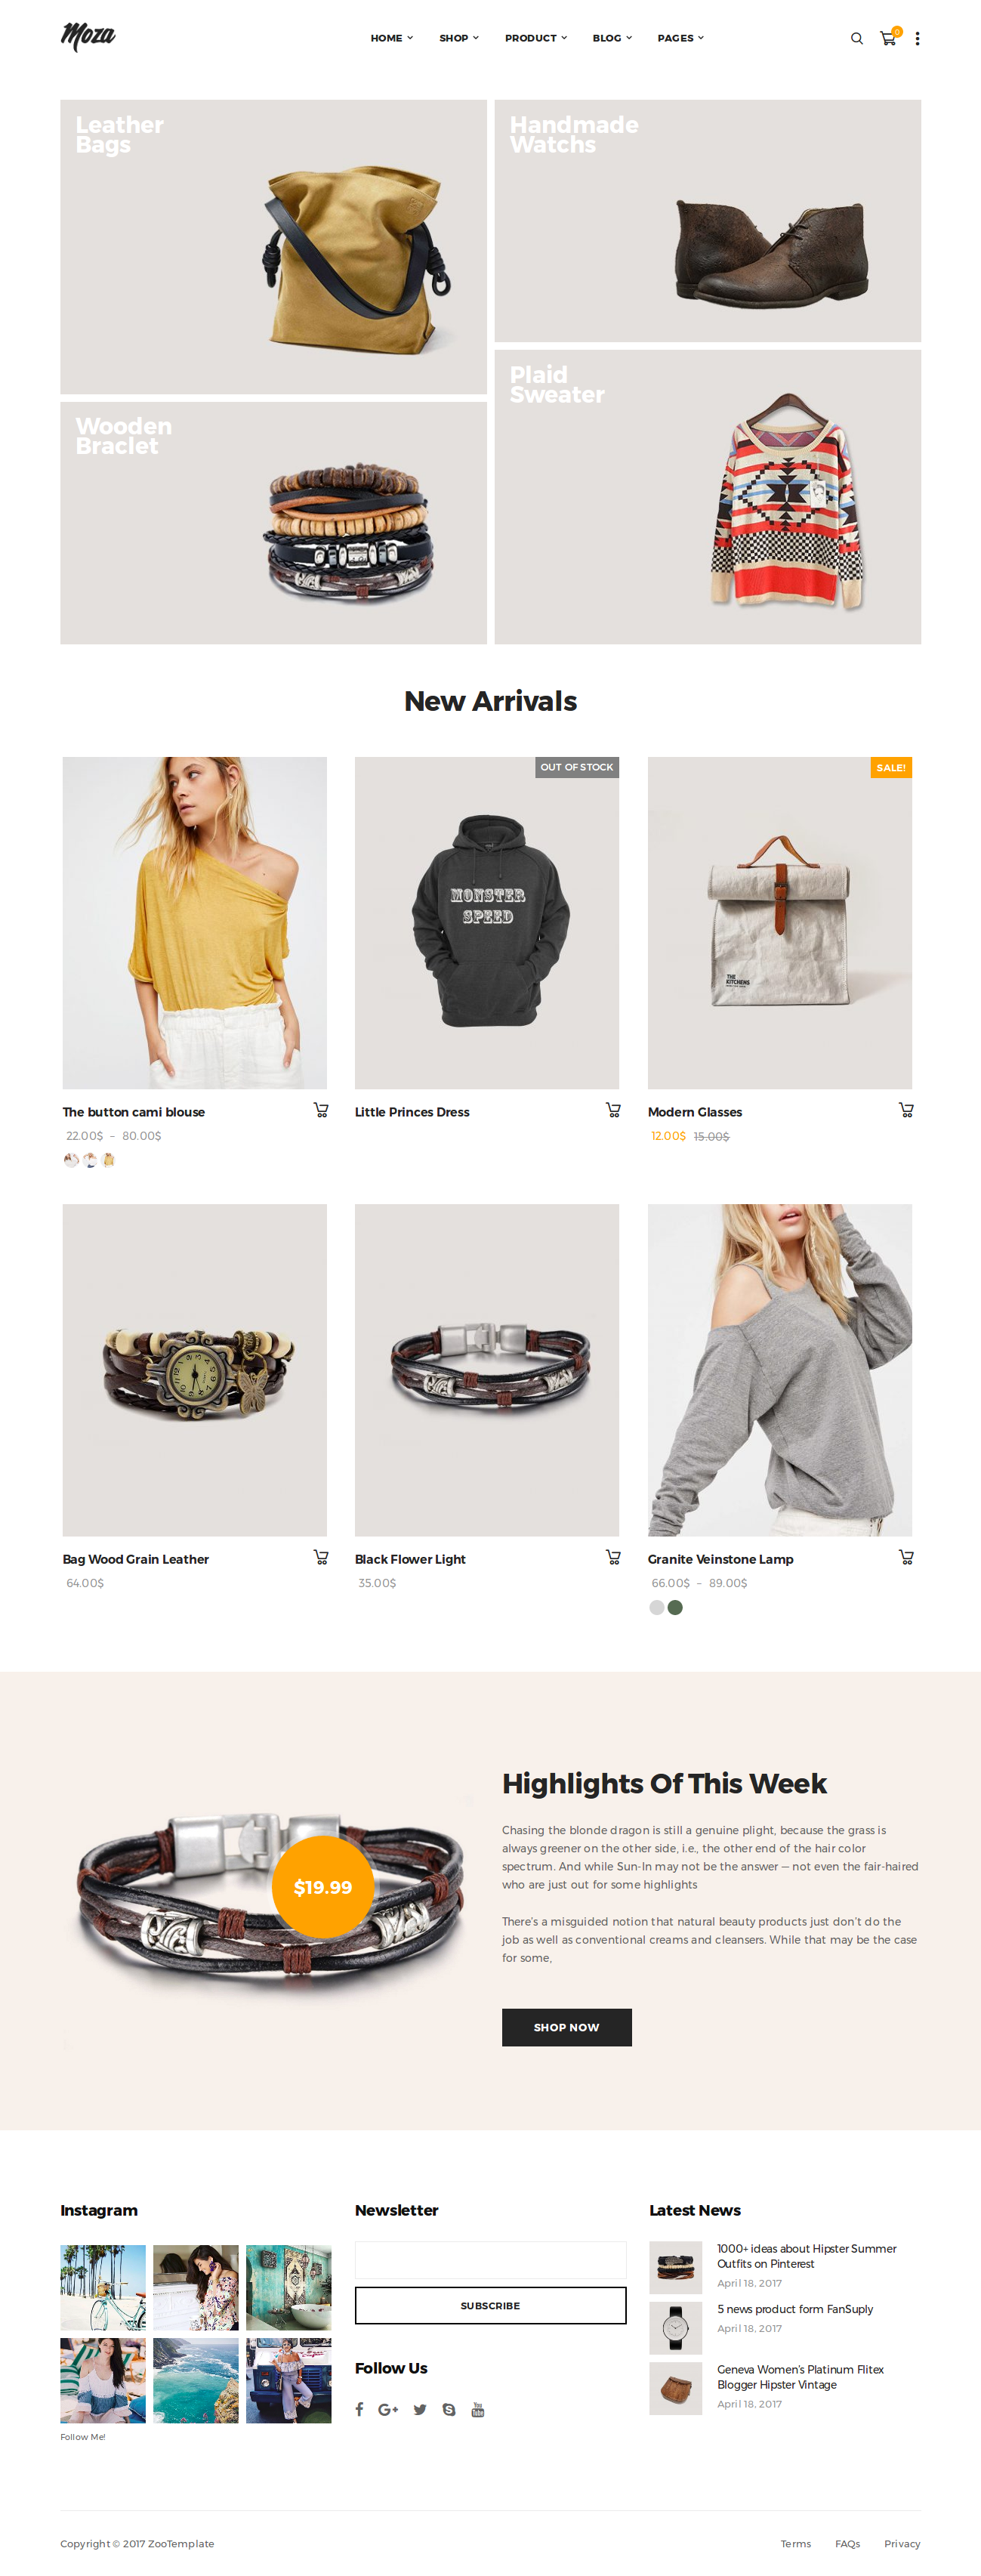 Moza
HOME SHOP PRODUCT BLOG PAGES
0
Leather
Bags
Handmade
Watchs
Plaid
Sweater
Wooden
Braclet
New Arrivals
OUT OF STOCK
SALE!
MONSTER
SPEED
THE
KITCHENS
The button cami blouse
22.00$ – 80.00$
Little Princes Dress
Modern Glasses
12.00$ 15.00$
Bag Wood Grain Leather
64.00$
Black Flower Light
35.00$
Granite Veinstone Lamp
66.00$ – 89.00$
$19.99
Highlights Of This Week
Chasing the blonde dragon is still a genuine plight, because the grass is
always greener on the other side, i.e., the other end of the hair color
spectrum. And while Sun-In may not be the answer — not even the fair-haired
who are just out for some highlights
There's a misguided notion that natural beauty products just don't do the
job as well as conventional creams and cleansers. While that may be the case
for some,
SHOP NOW
Instagram
Follow Me!
Newsletter
SUBSCRIBE
Follow Us
Latest News
1000+ ideas about Hipster Summer
Outfits on Pinterest
April 18, 2017
5 news product form FanSuply
April 18, 2017
Geneva Women's Platinum Flitex
Blogger Hipster Vintage
April 18, 2017
Copyright © 2017 ZooTemplate
Terms FAQs Privacy